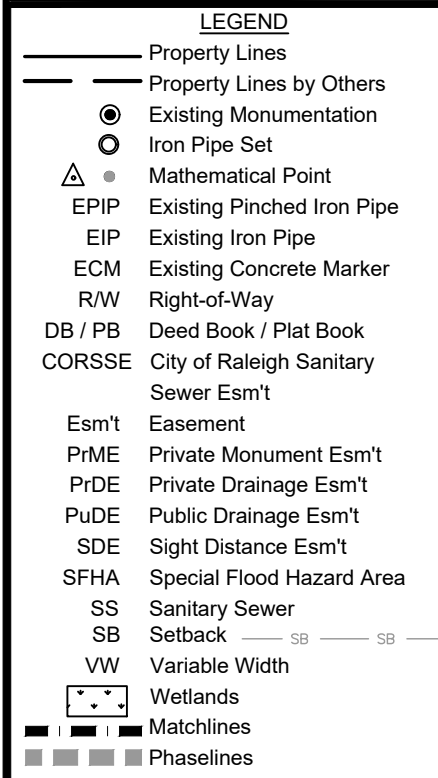 LEGEND
Property Lines
Property Lines by Others
Existing Monumentation
Iron Pipe Set
Mathematical Point
EPIP Existing Pinched Iron Pipe
EIP Existing Iron Pipe
ECM Existing Concrete Marker
R/W Right-of-Way
DB / PB Deed Book / Plat Book
CORSSE City of Raleigh Sanitary
Sewer Esm't
Esm't Easement
PrME Private Monument Esm't
PrDE Private Drainage Esm't
PuDE Public Drainage Esm't
SDE Sight Distance Esm't
SFHA Special Flood Hazard Area
SS Sanitary Sewer
SB Setback SB SB
VW Variable Width
Wetlands
Matchlines
Phaselines